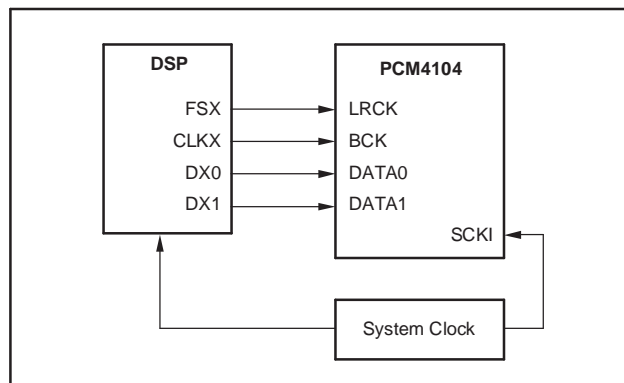 DSP
FSX
CLKX
DX0
DX1
PCM4104
LRCK
BCK
DATA0
DATA1
SCKI
System Clock